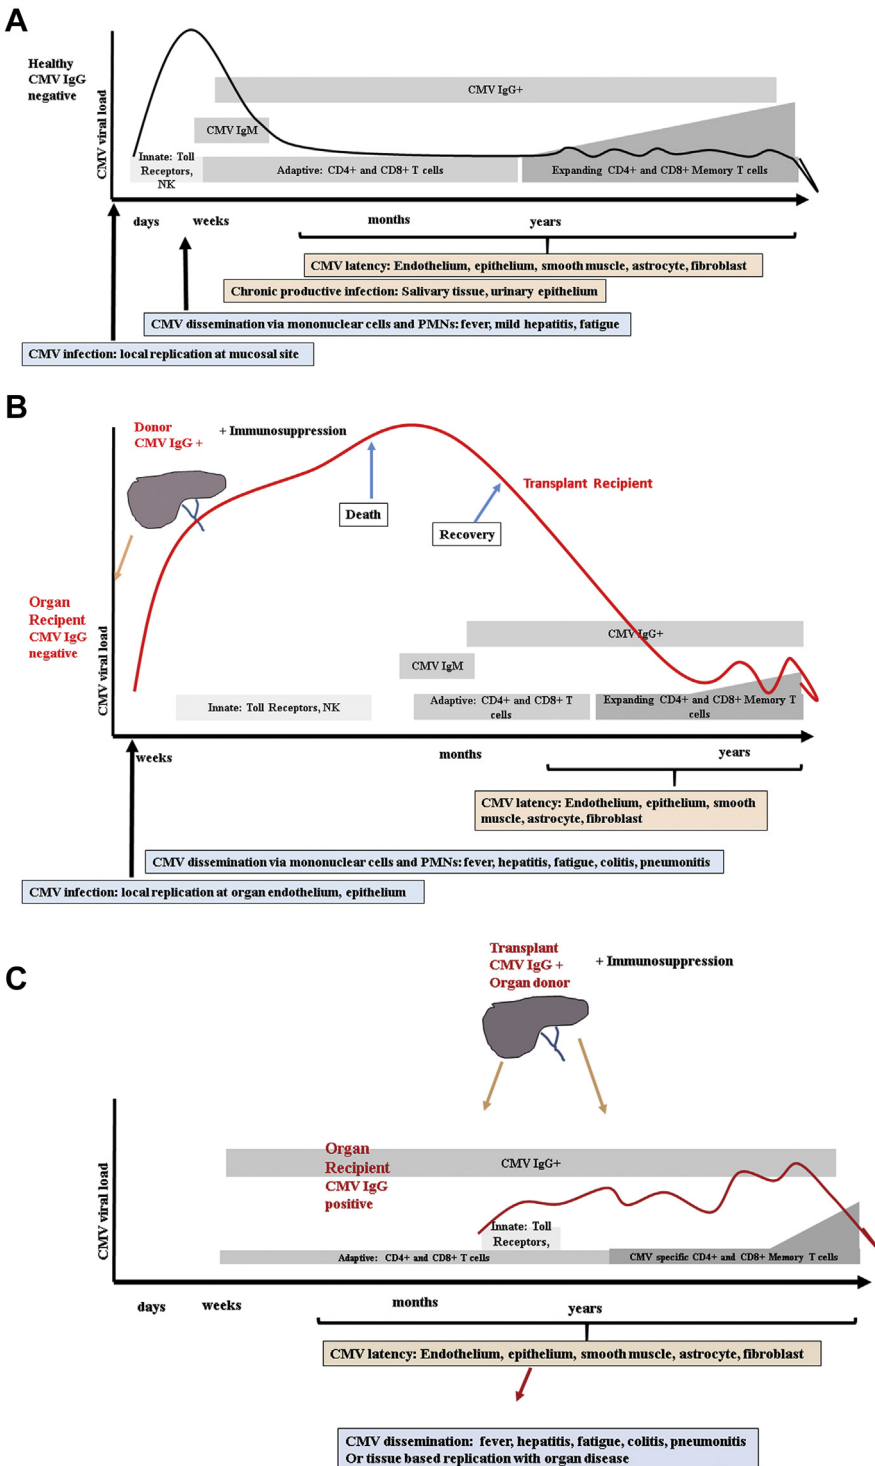 A
Healthy
CMV IgG
negative
CMV viral load
CMV IgG+
CMV IgM
Innate: Toll
Receptors,
NK
Adaptive: CD4+ and CD8+ T cells
Expanding CD4+ and CD8+ Memory T cells
days
weeks
months
years
CMV latency: Endothelium, epithelium, smooth muscle, astrocyte, fibroblast
Chronic productive infection: Salivary tissue, urinary epithelium
CMV dissemination via mononuclear cells and PMNs: fever, mild hepatitis, fatigue
CMV infection: local replication at mucosal site
B
Donor
CMV IgG +
+ Immunosuppression
Transplant Recipient
Death
Recovery
Organ
Recipent
CMV IgG
negative
CMV viral load
CMV IgG+
CMV IgM
Innate: Toll Receptors, NK
Adaptive: CD4+ and CD8+ T
cells
Expanding CD4+ and CD8+ Memory T
cells
weeks
months
years
CMV latency: Endothelium, epithelium, smooth
muscle, astrocyte, fibroblast
CMV dissemination via mononuclear cells and PMNs: fever, hepatitis, fatigue, colitis, pneumonitis
CMV infection: local replication at organ endothelium, epithelium
C
Transplant
CMV IgG +
Organ donor
+ Immunosuppression
CMV viral load
Organ
Recipient
CMV IgG
positive
CMV IgG+
Innate: Toll
Receptors,
Adaptive: CD4+ and CD8+ T cells
CMV specific CD4+ and CD8+ Memory T cells
days
weeks
months
years
CMV latency: Endothelium, epithelium, smooth muscle, astrocyte, fibroblast
CMV dissemination: fever, hepatitis, fatigue, colitis, pneumonitis
Or tissue based replication with organ disease